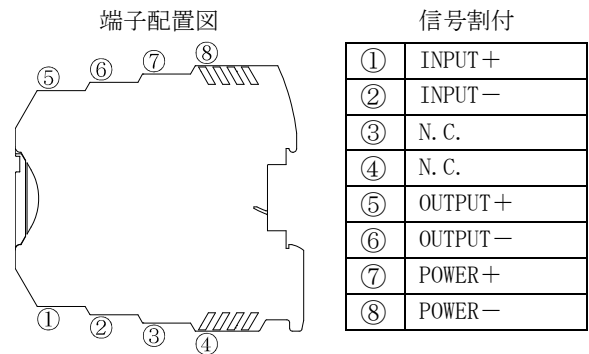 端子配置図
⑤
⑥
⑦
⑧
①
②
③
④
信号割付
① INPUT＋
② INPUT－
③ N.C.
④ N.C.
⑤ OUTPUT＋
⑥ OUTPUT－
⑦ POWER＋
⑧ POWER－